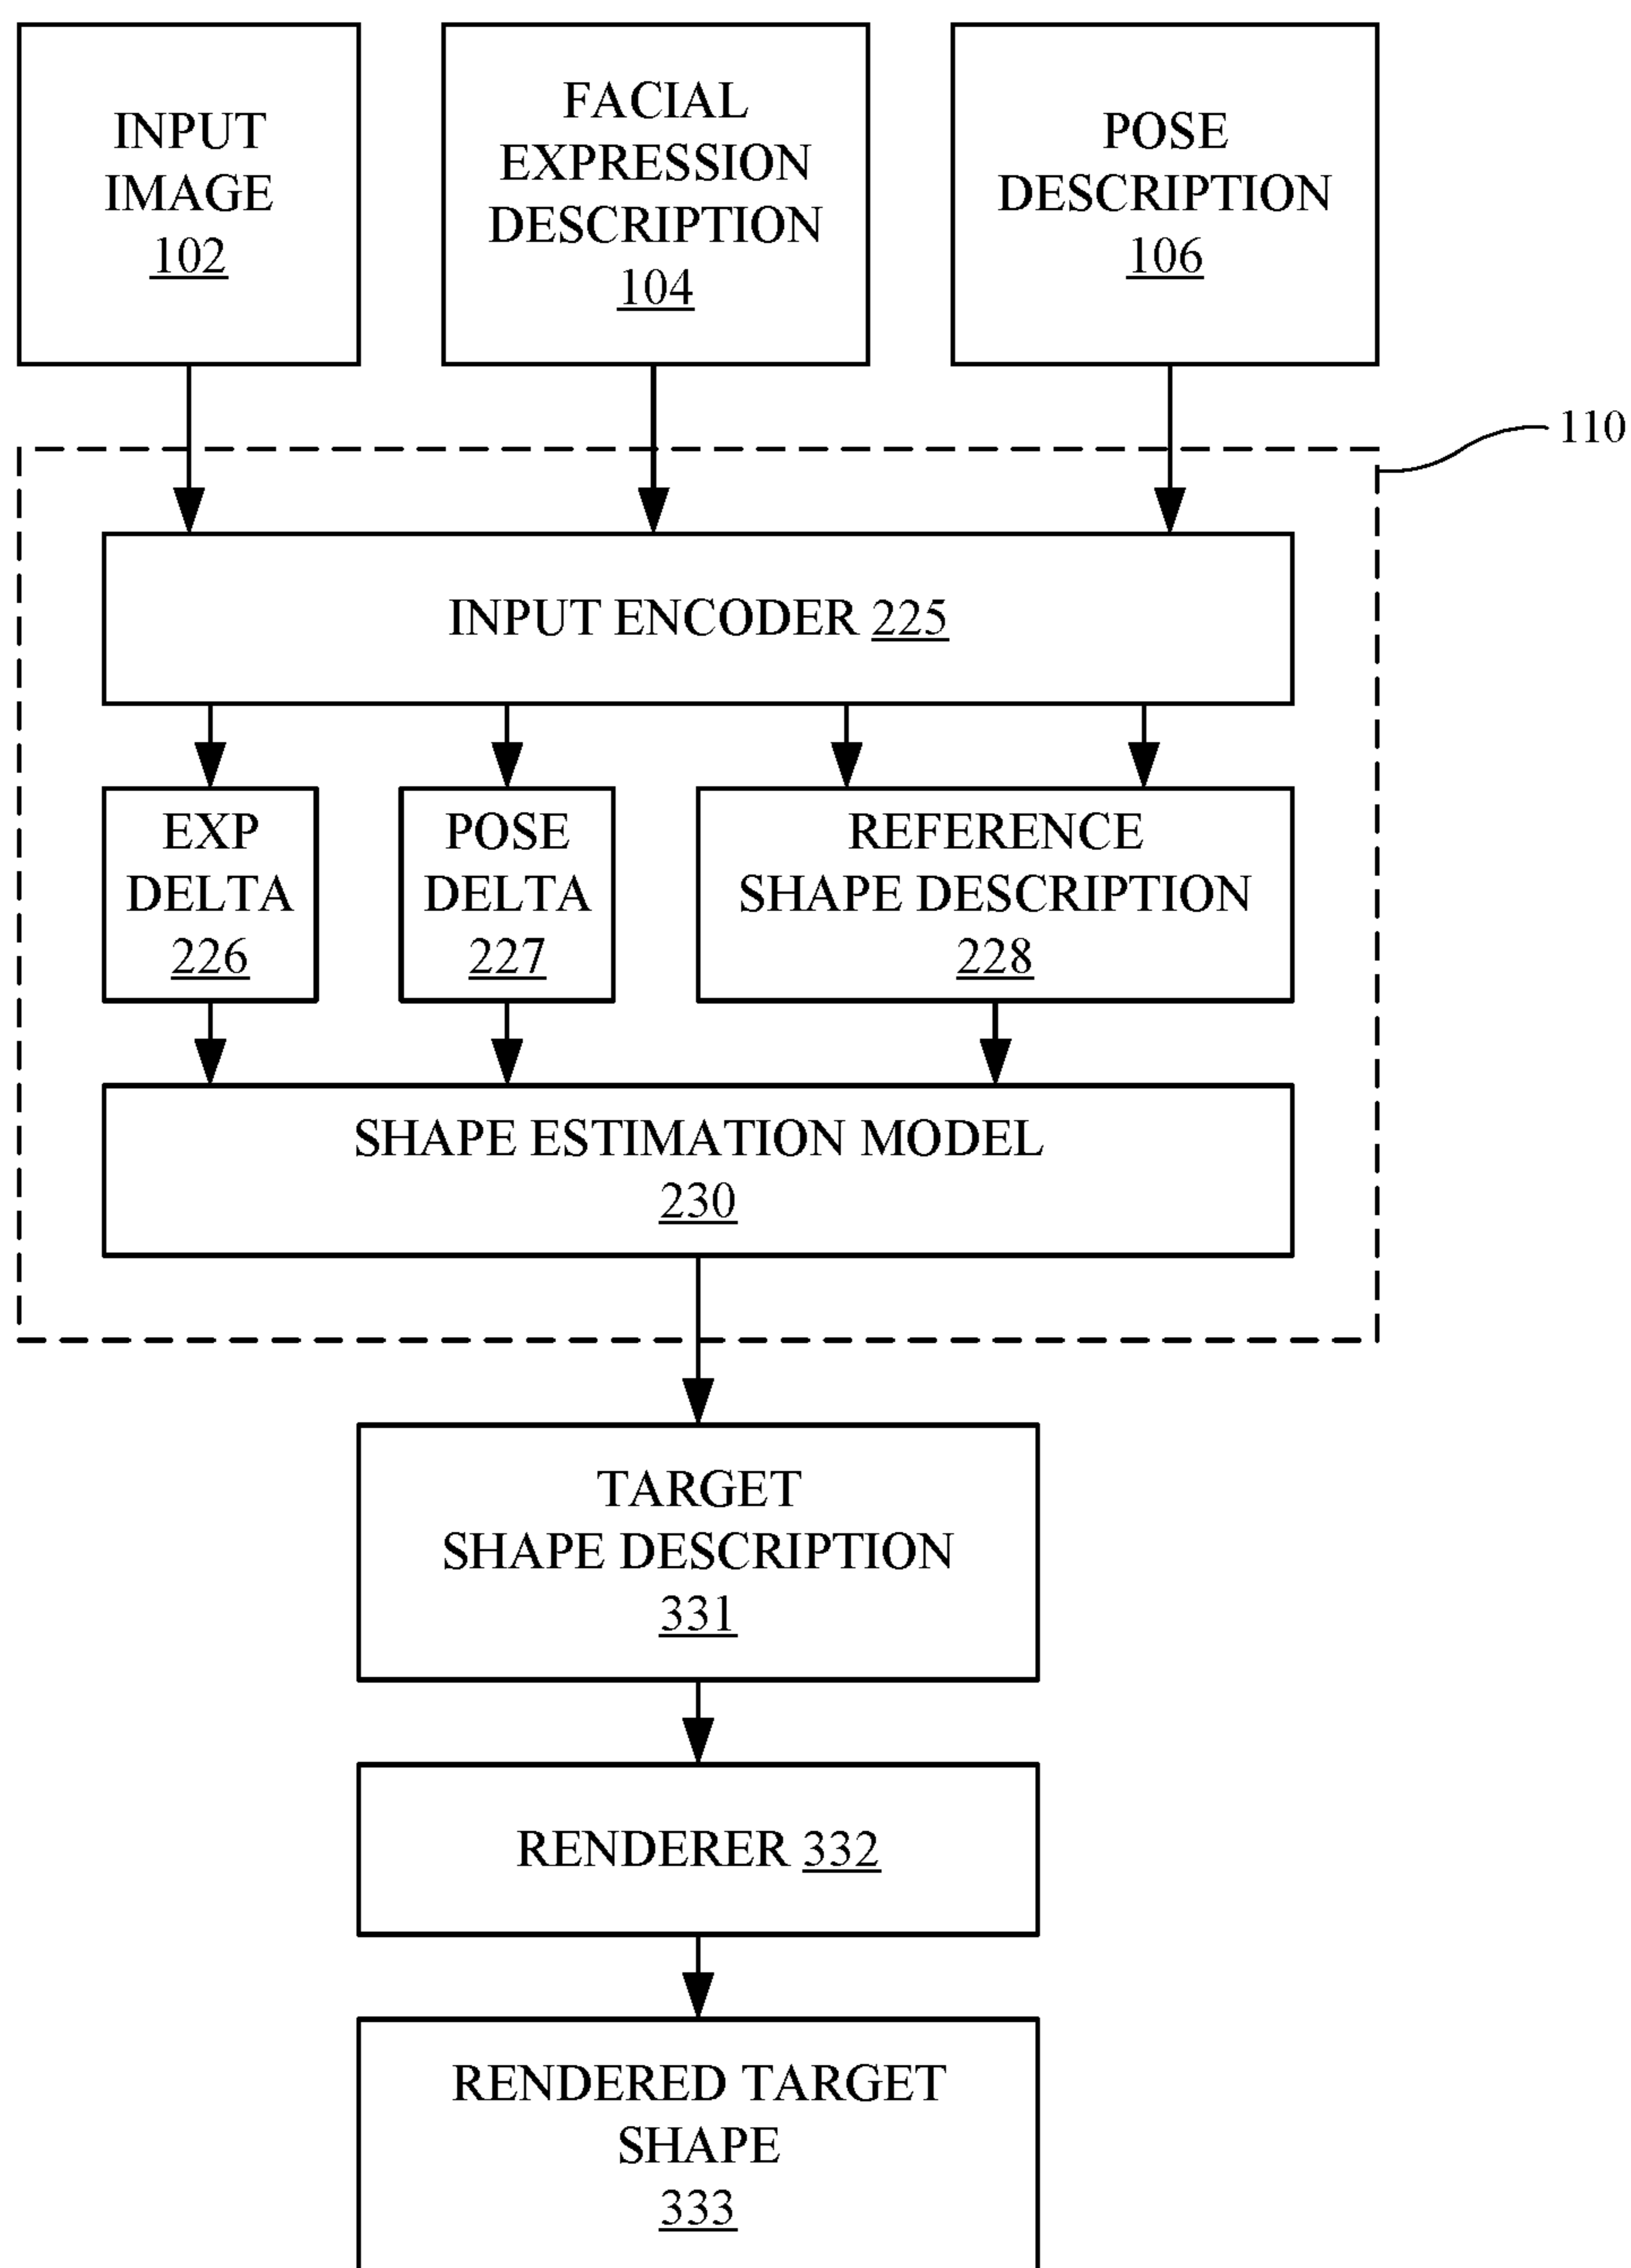 INPUT
IMAGE
102
FACIAL
EXPRESSION
DESCRIPTION
104
POSE
DESCRIPTION
106
110
INPUT ENCODER 225
EXP
DELTA
226
POSE
DELTA
227
REFERENCE
SHAPE DESCRIPTION
228
SHAPE ESTIMATION MODEL
230
TARGET
SHAPE DESCRIPTION
331
RENDERER 332
RENDERED TARGET
SHAPE
333